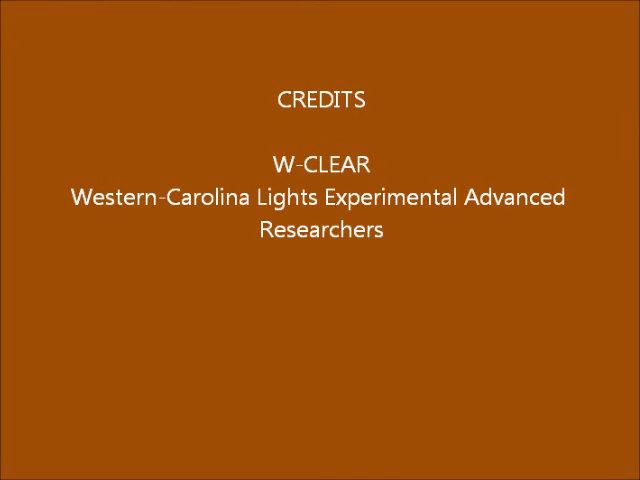 CREDITS
W-CLEAR
Western-Carolina Lights Experimental Advanced
Researchers